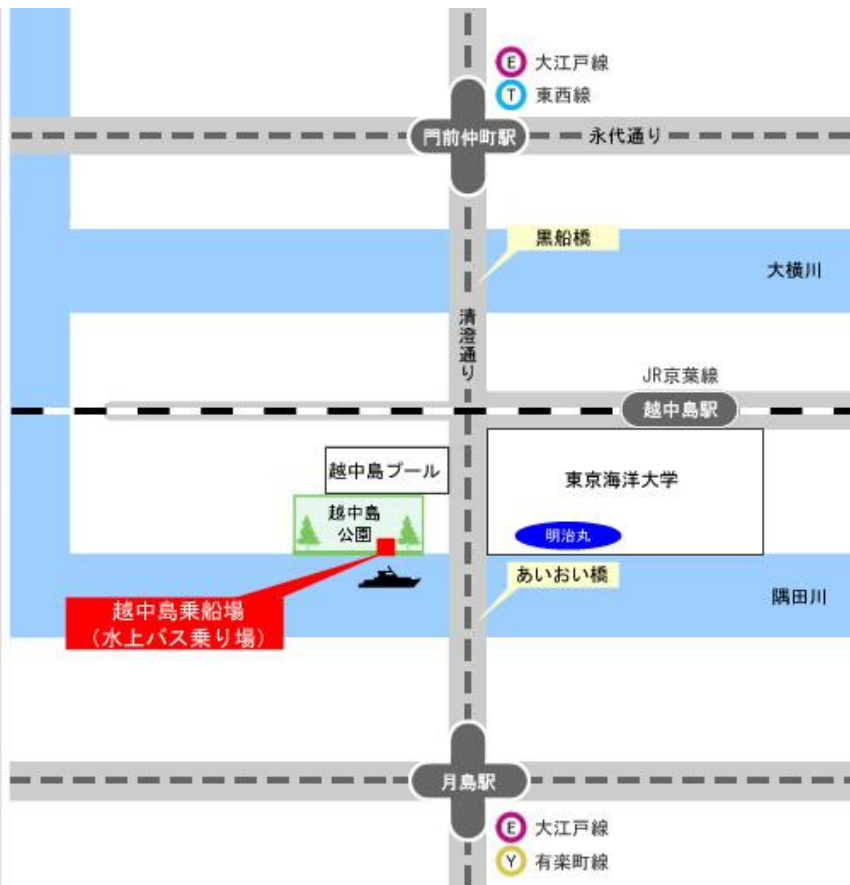 E 大江戸線
T 東西線
門前仲町駅
永代通り
黒船橋
大横川
清澄通り
JR京葉線
越中島駅
越中島プール
東京海洋大学
越中島
公園
明治丸
あいおい橋
隅田川
越中島乗船場
（水上バス乗り場）
月島駅
E 大江戸線
Y 有楽町線